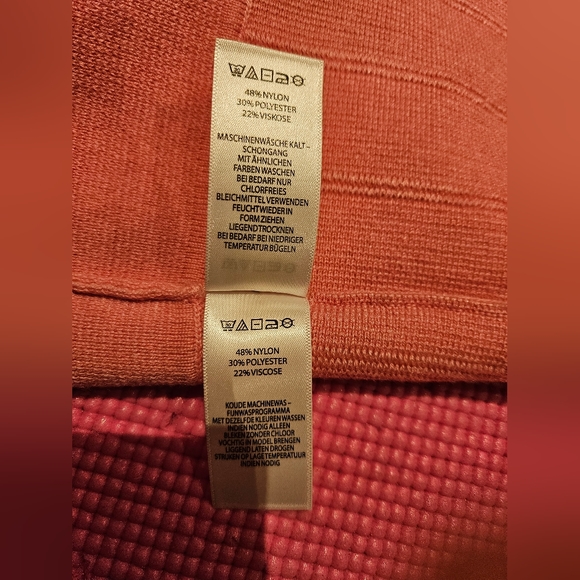 48% NYLON
30% POLYESTER
22% VISKOSE
MASCHINENWÄSCHE KALT –
SCHONGANG
MIT ÄHNLICHEN
FARBEN WASCHEN
BEI BEDARF NUR
CHLORFREIES
BLEICHMITTEL VERWENDEN
FEUCHT WIEDER IN
FORM ZIEHEN
LIEGEND TROCKNEN
BEI BEDARF BEI NIEDRIGER
TEMPERATUR BÜGELN
48% NYLON
30% POLYESTER
22% VISCOSE
KOUDE MACHINEWAS –
FIJNWASPROGRAMMA
MET DEZELFDE KLEUREN WASSEN
INDIEN NODIG ALLEEN
BLEKEN ZONDER CHLOOR
VOCHTIG IN MODEL BRENGEN
LIGGEND LATEN DROGEN
STRIJKEN OP LAGE TEMPERATUUR
INDIEN NODIG